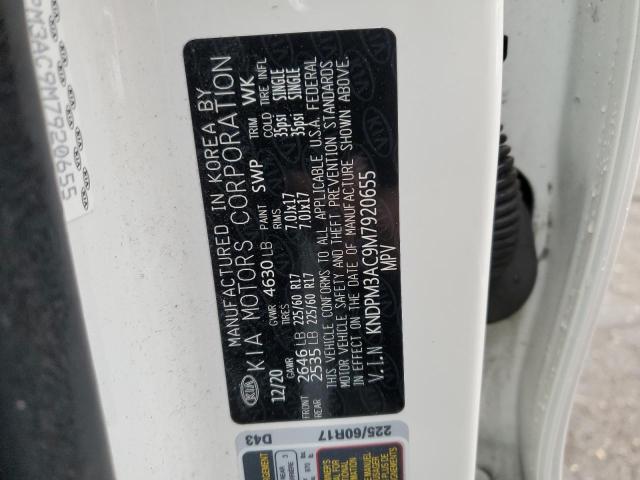 MANUFACTURED IN KOREA BY
KIA MOTORS CORPORATION
12/20 GVWR 4630 LB PAINT SWP TRIM WK
GAWR TIRES RIMS COLD TIRE INFL
FRONT 2646 LB 225/60 R17 7.0Jx17 35psi SINGLE
REAR 2535 LB 225/60 R17 7.0Jx17 35psi SINGLE
THIS VEHICLE CONFORMS TO ALL APPLICABLE U.S.A. FEDERAL
MOTOR VEHICLE SAFETY AND THEFT PREVENTION STANDARDS
IN EFFECT ON THE DATE OF MANUFACTURE SHOWN ABOVE.
V.I.N KNDPM3AC9M7920655
MPV
KIA
PM3AC9M7920655
D43
225/60R17
REAR